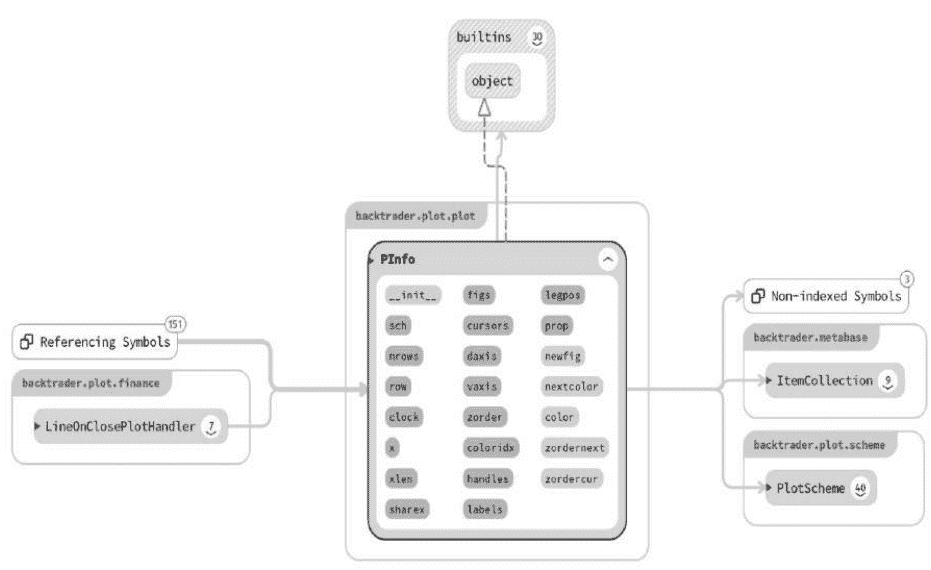 builtins 30
object
backtrader.plot.plot
PInfo
__init__ figs legpos
sch cursors prop
nrows daxis newfig
row vaxis nextcolor
clock zorder color
x coloridx zordernext
xlen handles zordercur
sharex labels
151
Referencing Symbols
backtrader.plot.finance
LineOnClosePlotHandler 7
3
Non-indexed Symbols
backtrader.metabase
ItemCollection 9
backtrader.plot.scheme
PlotScheme 40